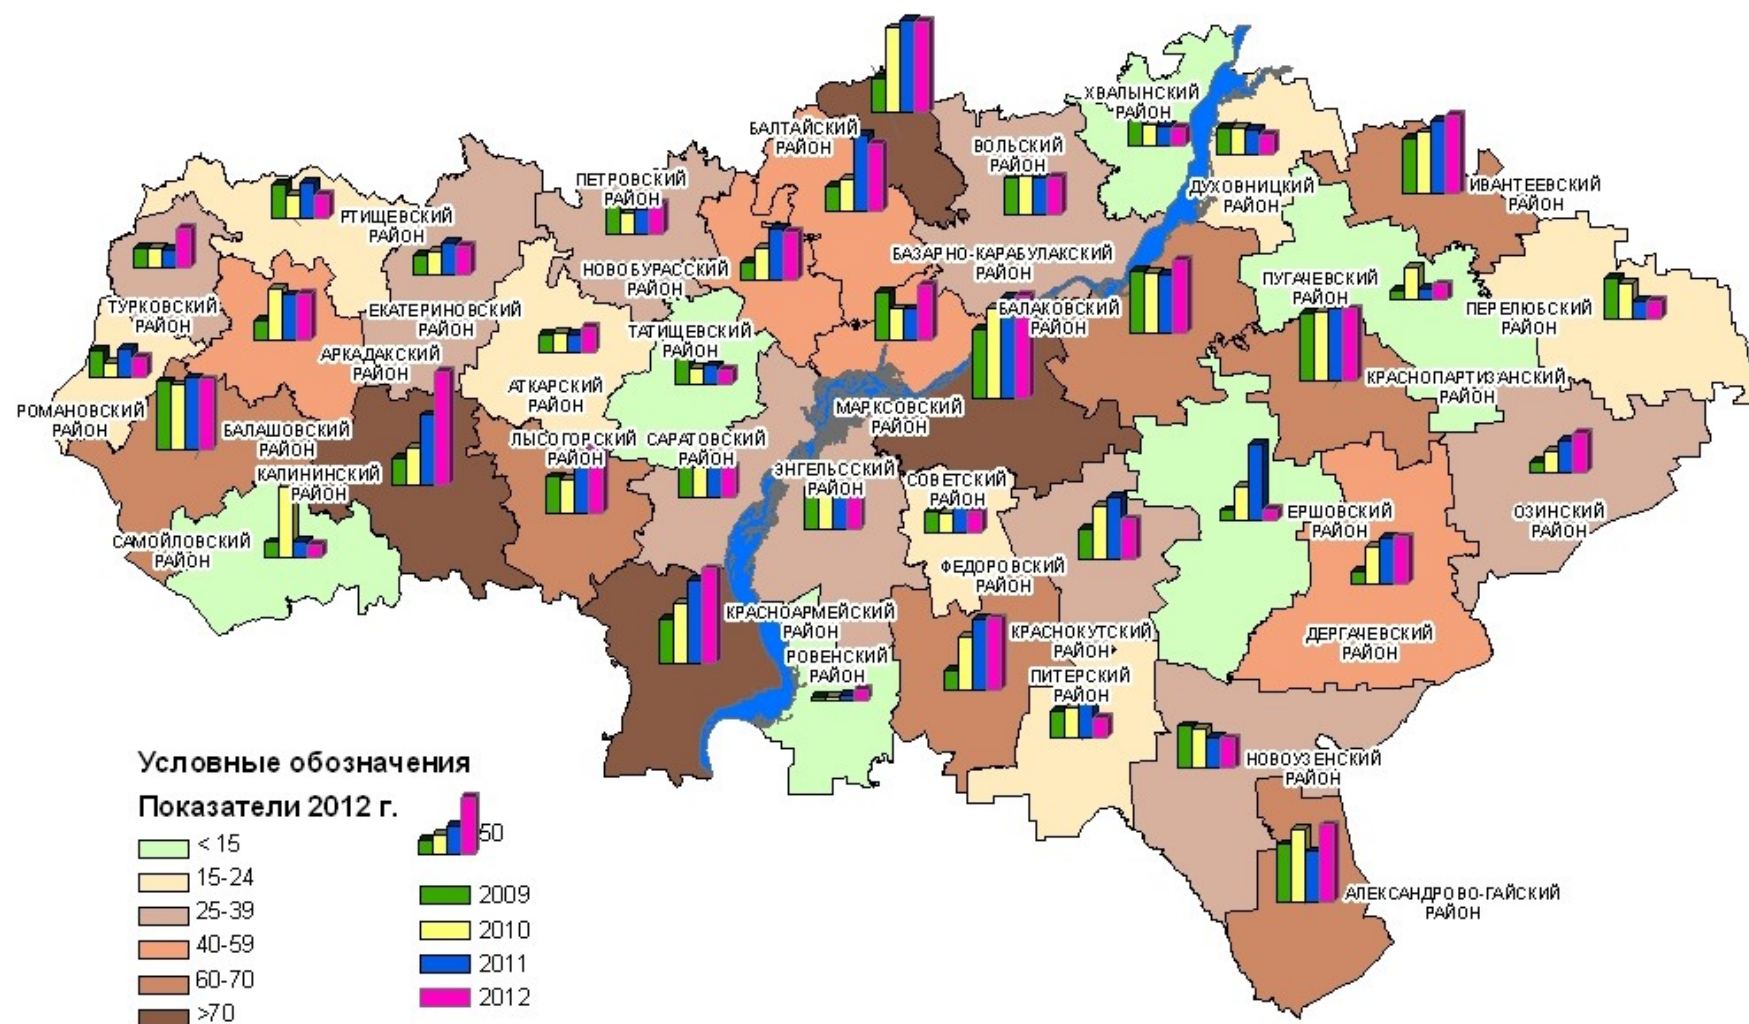 ХВАЛЫНСКИЙ
РАЙОН
БАЛТАЙСКИЙ
РАЙОН
ВОЛЬСКИЙ
РАЙОН
ПЕТРОВСКИЙ
РАЙОН
ДУХОВНИЦКИЙ
РАЙОН
ИВАНТЕЕВСКИЙ
РАЙОН
РТИЩЕВСКИЙ
РАЙОН
БАЗАРНО-КАРАБУЛАКСКИЙ
РАЙОН
НОВОБУРАССКИЙ
РАЙОН
ПУГАЧЕВСКИЙ
РАЙОН
ТУРКОВСКИЙ
РАЙОН
ЕКАТЕРИНОВСКИЙ
РАЙОН
БАЛАКОВСКИЙ
РАЙОН
ПЕРЕЛЮБСКИЙ
РАЙОН
ТАТИЩЕВСКИЙ
РАЙОН
АРКАДАКСКИЙ
РАЙОН
АТКАРСКИЙ
РАЙОН
КРАСНОПАРТИЗАНСКИЙ
РАЙОН
РОМАНОВСКИЙ
РАЙОН
МАРКСОВСКИЙ
РАЙОН
БАЛАШОВСКИЙ
РАЙОН
ЛЫСОГОРСКИЙ
РАЙОН
САРАТОВСКИЙ
РАЙОН
КАЛИНИНСКИЙ
РАЙОН
ЭНГЕЛЬССКИЙ
РАЙОН
СОВЕТСКИЙ
РАЙОН
ЕРШОВСКИЙ
РАЙОН
ОЗИНСКИЙ
РАЙОН
САМОЙЛОВСКИЙ
РАЙОН
ФЕДОРОВСКИЙ
РАЙОН
КРАСНОАРМЕЙСКИЙ
РАЙОН
КРАСНОКУТСКИЙ
РАЙОН
ДЕРГАЧЕВСКИЙ
РАЙОН
РОВЕНСКИЙ
РАЙОН
ПИТЕРСКИЙ
РАЙОН
НОВОУЗЕНСКИЙ
РАЙОН
АЛЕКСАНДРОВО-ГАЙСКИЙ
РАЙОН
Условные обозначения
Показатели 2012 г.
< 15
15-24
25-39
40-59
60-70
>70
50
2009
2010
2011
2012